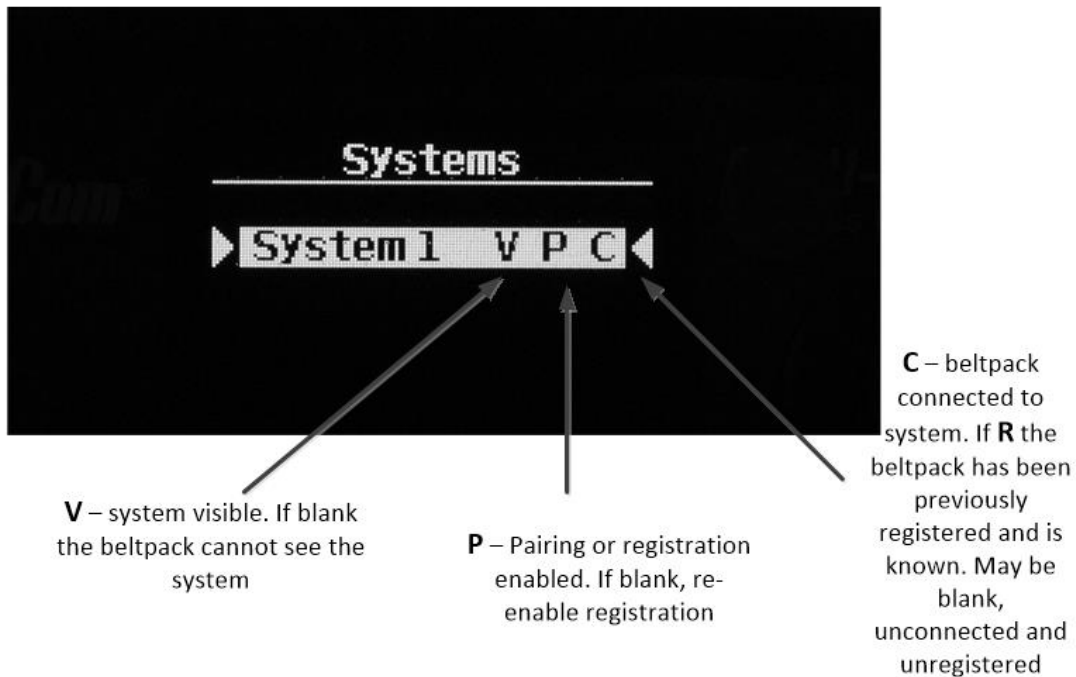 Systems
System 1 V P C
V – system visible. If blank
the beltpack cannot see the
system
P – Pairing or registration
enabled. If blank, re-
enable registration
C – beltpack
connected to
system. If R the
beltpack has been
previously
registered and is
known. May be
blank,
unconnected and
unregistered